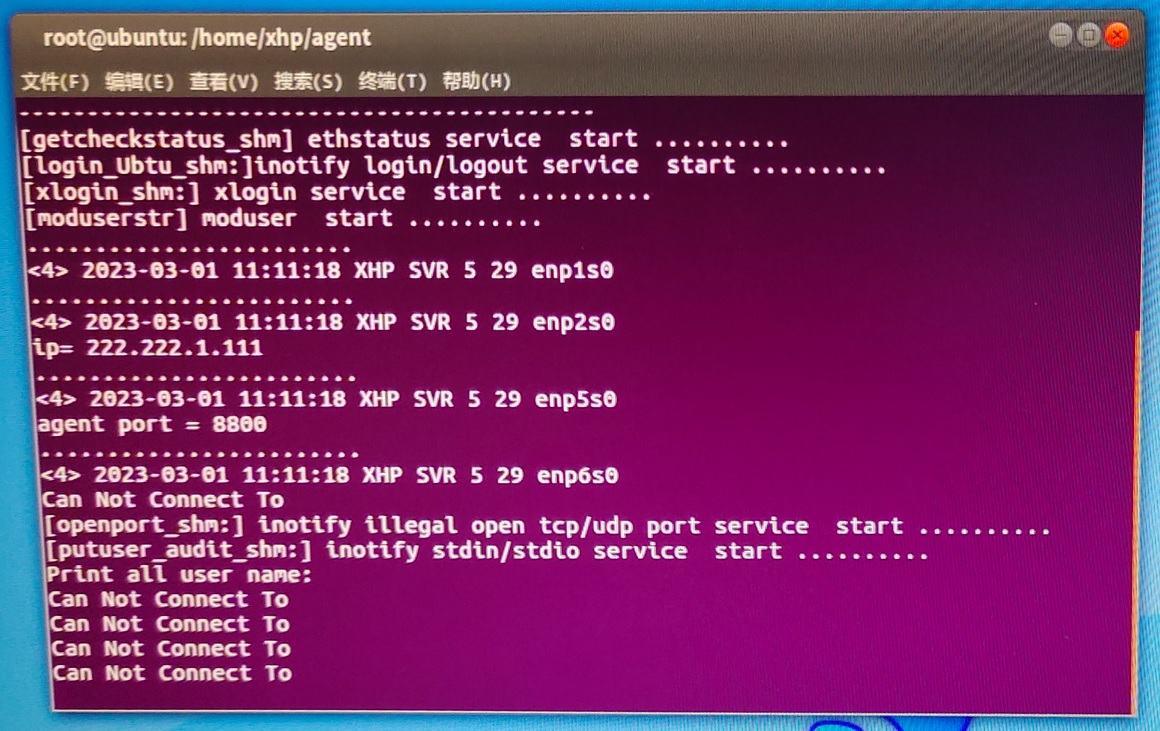 root@ubuntu: /home/xhp/agent
文件(F) 编辑(E) 查看(V) 搜索(S) 终端(T) 帮助(H)
-------------------------------------------
[getcheckstatus_shm] ethstatus service  start ..........
[login_Ubtu_shm:]inotify login/logout service  start ..........
[xlogin_shm:] xlogin service  start ..........
[moduserstr] moduser  start ..........
........................
<4> 2023-03-01 11:11:18 XHP SVR 5 29 enp1s0
........................
<4> 2023-03-01 11:11:18 XHP SVR 5 29 enp2s0
ip= 222.222.1.111
........................
<4> 2023-03-01 11:11:18 XHP SVR 5 29 enp5s0
agent port = 8800
........................
<4> 2023-03-01 11:11:18 XHP SVR 5 29 enp6s0
Can Not Connect To
[openport_shm:] inotify illegal open tcp/udp port service  start ..........
[putuser_audit_shm:] inotify stdin/stdio service  start ..........
Print all user name:
Can Not Connect To
Can Not Connect To
Can Not Connect To
Can Not Connect To